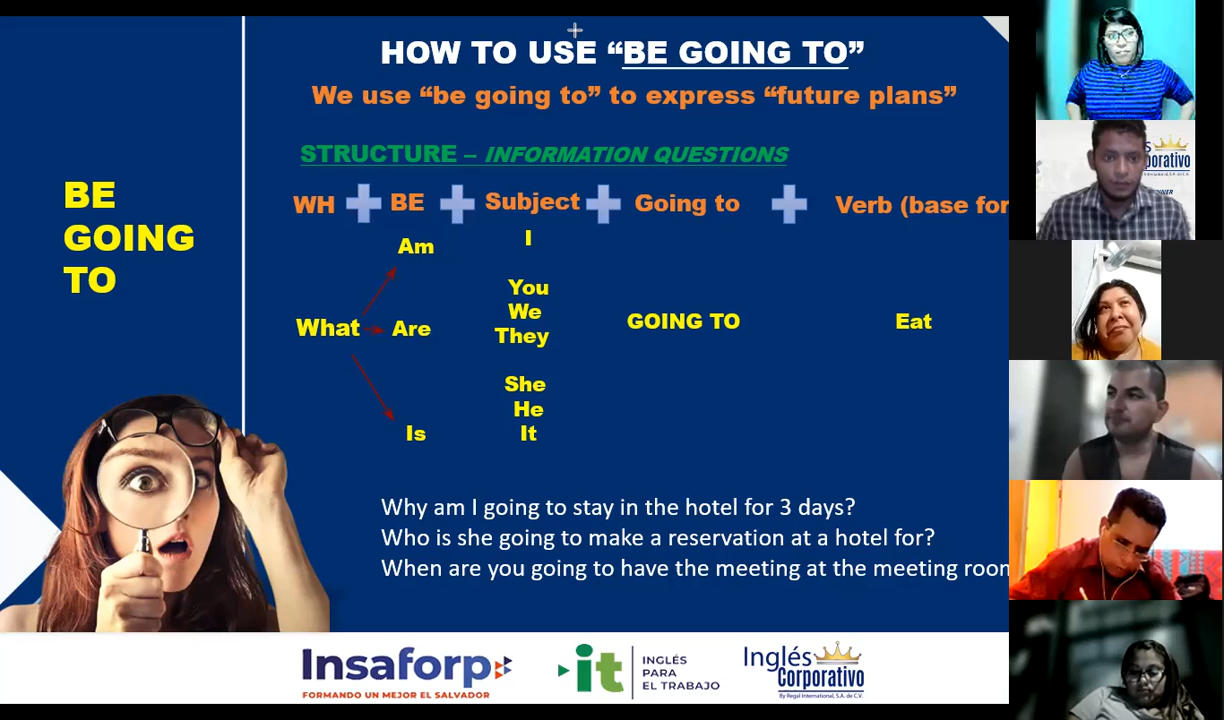 HOW TO USE “BE GOING TO”
We use “be going to” to express “future plans”
STRUCTURE – INFORMATION QUESTIONS
BE
GOING
TO
WH BE Subject Going to Verb (base for
Am
I
You
We
They
What Are
GOING TO
Eat
She
He
It
Is
Why am I going to stay in the hotel for 3 days?
Who is she going to make a reservation at a hotel for?
When are you going to have the meeting at the meeting room
Insaforp
FORMANDO UN MEJOR EL SALVADOR
it
INGLÉS
PARA
EL TRABAJO
Inglés
Corporativo
By Regal International, S.A. de C.V.
és
porativo